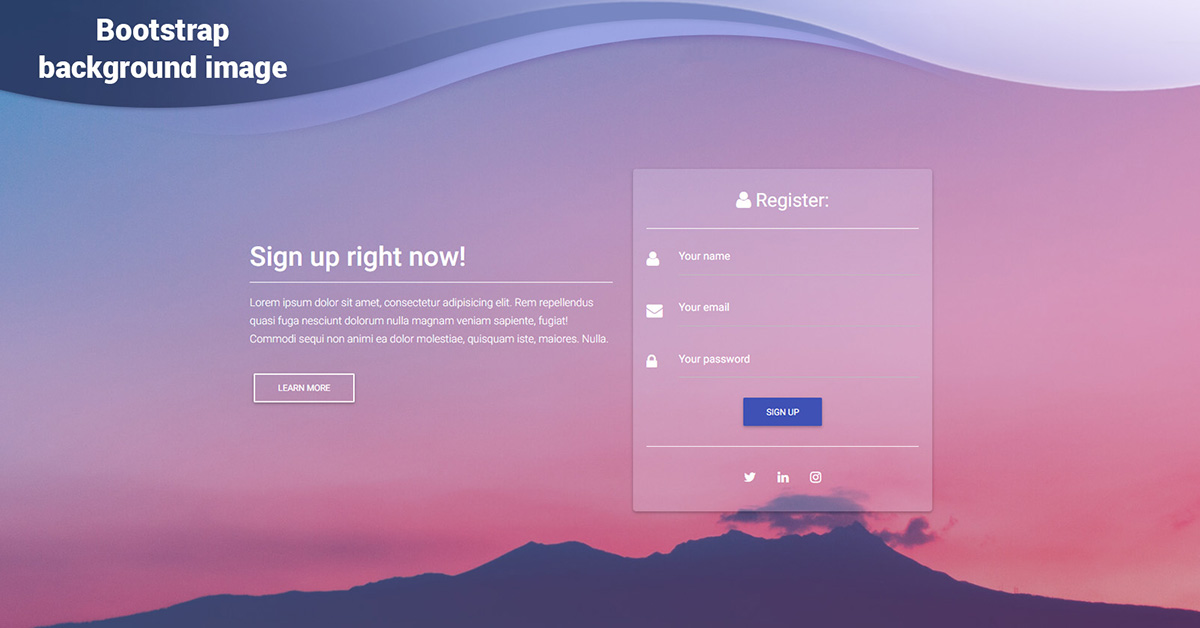 Bootstrap
background image
Sign up right now!
Lorem ipsum dolor sit amet, consectetur adipisicing elit. Rem repellendus
quasi fuga nesciunt dolorum nulla magnam veniam sapiente, fugiat!
Commodi sequi non animi ea dolor molestiae, quisquam iste, maiores. Nulla.
LEARN MORE
Register:
Your name
Your email
Your password
SIGN UP
in